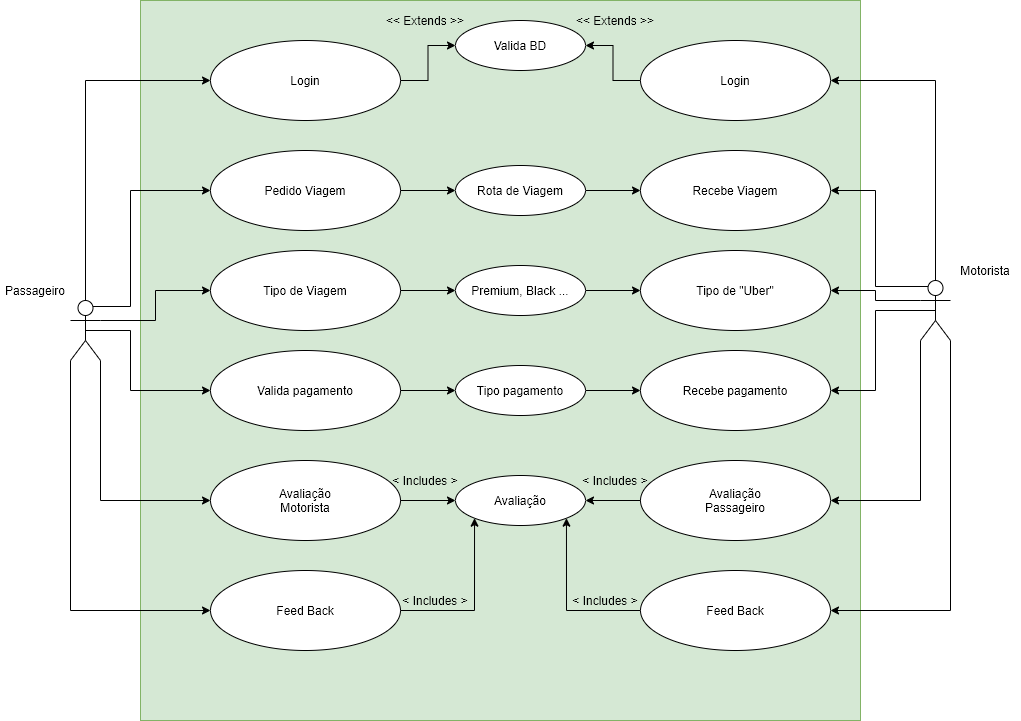 << Extends >>
<< Extends >>
Valida BD
Login
Login
Pedido Viagem
Rota de Viagem
Recebe Viagem
Motorista
Passageiro
Tipo de Viagem
Premium, Black ...
Tipo de "Uber"
Valida pagamento
Tipo pagamento
Recebe pagamento
< Includes >
< Includes >
Avaliação
Motorista
Avaliação
Avaliação
Passageiro
< Includes >
< Includes >
Feed Back
Feed Back